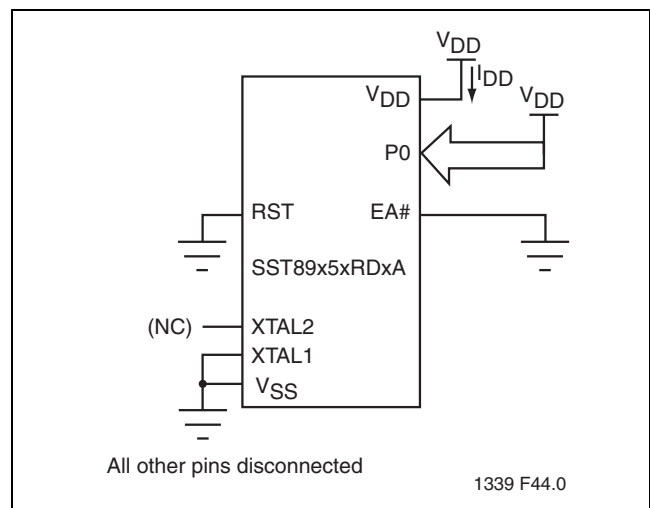 VDD
IDD
VDD
VDD
P0
RST
EA#
SST89x5xRDxA
(NC)
XTAL2
XTAL1
VSS
All other pins disconnected
1339 F44.0